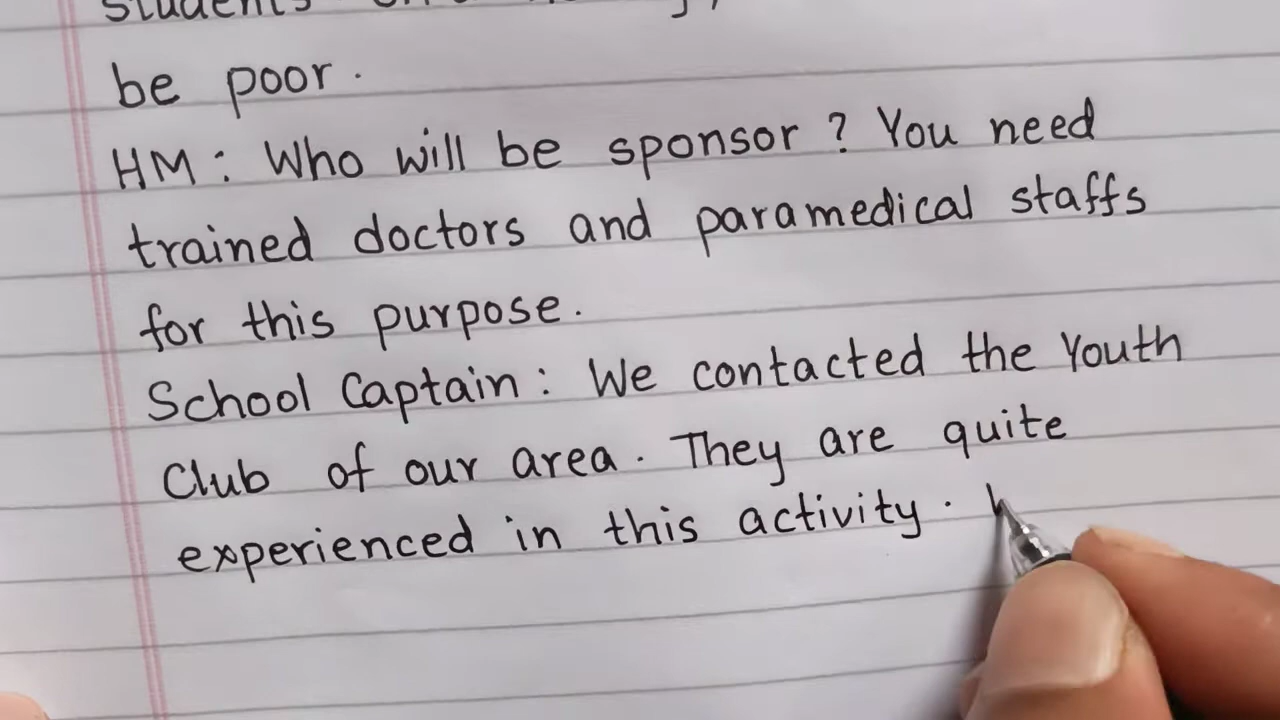 students
be poor.
HM: Who will be sponsor? You need
trained doctors and paramedical staffs
for this purpose.
School Captain: We contacted the Youth
Club of our area. They are quite
experienced in this activity.